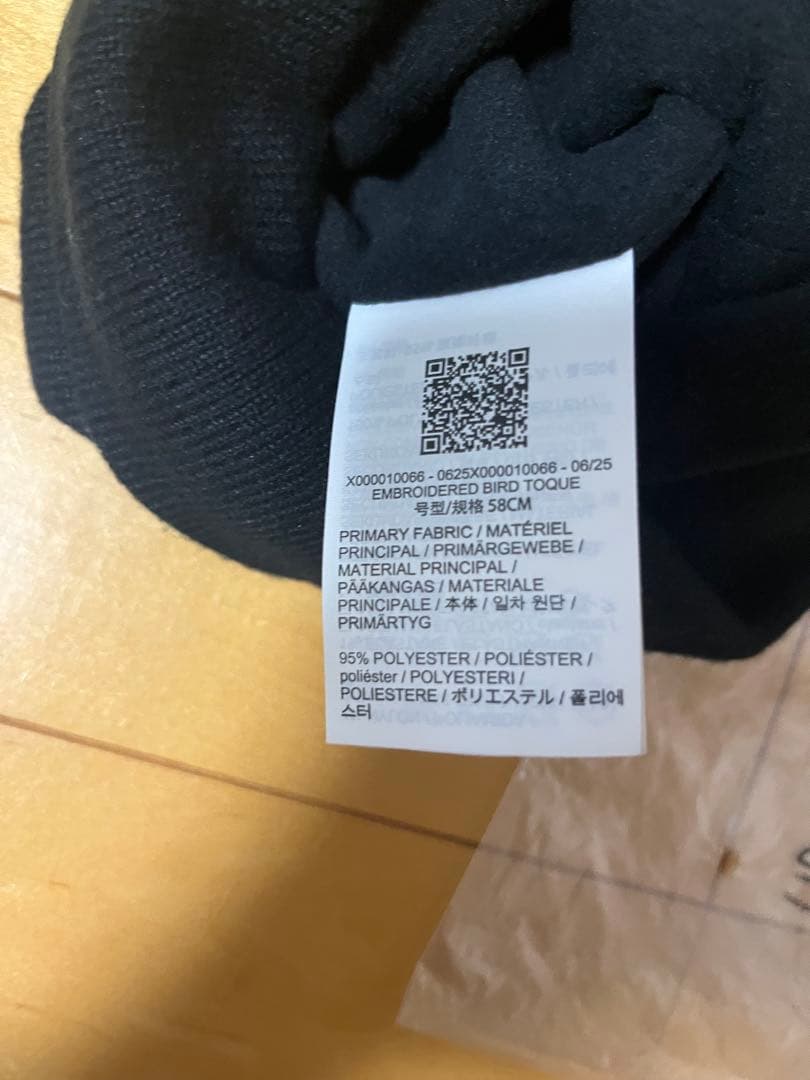 X000010066 - 0625X000010066 - 06/25
EMBROIDERED BIRD TOQUE
号型/规格 58CM
PRIMARY FABRIC / MATÉRIEL
PRINCIPAL / PRIMÄRGEWEBE /
MATERIAL PRINCIPAL /
PÄÄKANGAS / MATERIALE
PRINCIPALE / 本体 / 일차 원단 /
PRIMÄRTYG
95% POLYESTER / POLIÉSTER /
poliéster / POLYESTERI /
POLIESTERE / ポリエステル / 폴리에
스터